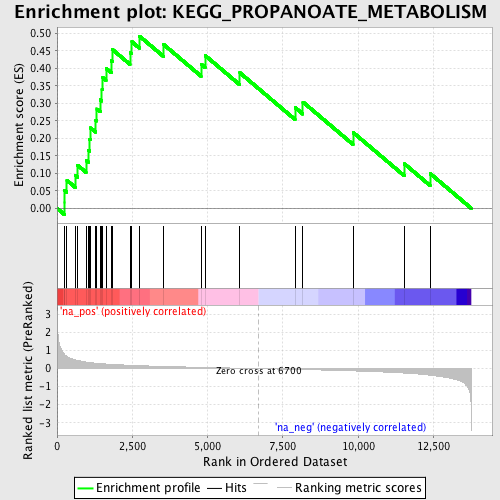 Enrichment plot: KEGG_PROPANOATE_METABOLISM
Enrichment score (ES)
0.50
0.45
0.40
0.35
0.30
0.25
0.20
0.15
0.10
0.05
0.00
'na_pos' (positively correlated)
Ranked list metric (PreRanked)
3
2
1
0
-1
-2
-3
Zero cross at 6700
'na_neg' (negatively correlated)
0 2,500 5,000 7,500 10,000 12,500
Rank in Ordered Dataset
Enrichment profile Hits Ranking metric scores